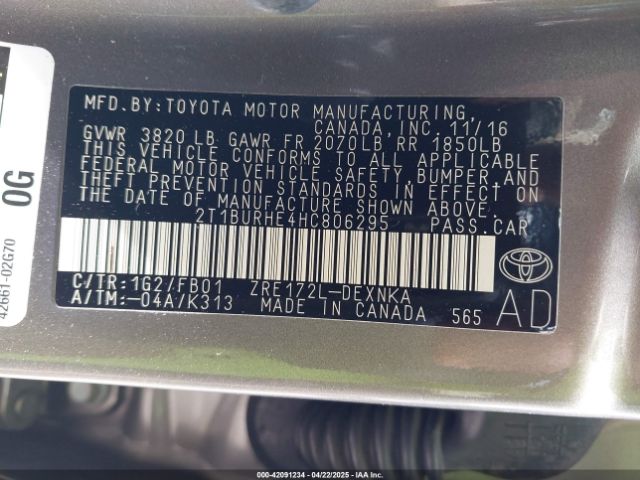 MFD. BY: TOYOTA MOTOR MANUFACTURING,
CANADA, INC. 11/16
GVWR 3820 LB GAWR FR 2070LB RR 1850LB
THIS VEHICLE CONFORMS TO ALL APPLICABLE
FEDERAL MOTOR VEHICLE SAFETY, BUMPER AND
THEFT PREVENTION STANDARDS IN EFFECT ON
THE DATE OF MANUFACTURE SHOWN ABOVE.
2T1BURHE4HC806295 PASS. CAR
C/TR: 1G2/FB01 ZRE172L-DEXNKA
A/TM: -04A/K313 MADE IN CANADA 565
AD
0G
42661-02G70
000-42091234 - 04/22/2025 - IAA Inc.